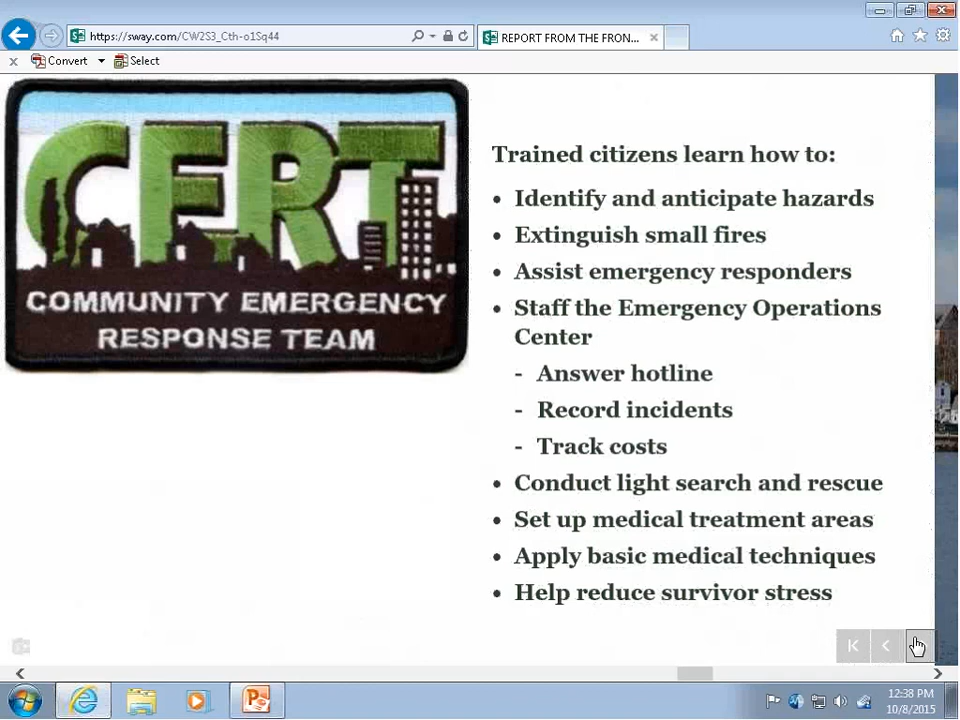 https://sway.com/CW2S3_Cth-o1Sq44
REPORT FROM THE FRON...
x Convert Select
CERT
COMMUNITY EMERGENCY
RESPONSE TEAM
Trained citizens learn how to:
• Identify and anticipate hazards
• Extinguish small fires
• Assist emergency responders
• Staff the Emergency Operations
Center
- Answer hotline
- Record incidents
- Track costs
• Conduct light search and rescue
• Set up medical treatment areas
• Apply basic medical techniques
• Help reduce survivor stress
12:38 PM
10/8/2015